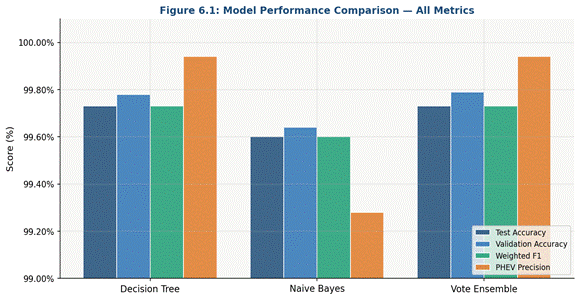 Figure 6.1: Model Performance Comparison — All Metrics
100.00%
99.80%
99.60%
99.40%
99.20%
99.00%
Score (%)
Test Accuracy
Validation Accuracy
Weighted F1
PHEV Precision
Decision Tree
Naive Bayes
Vote Ensemble